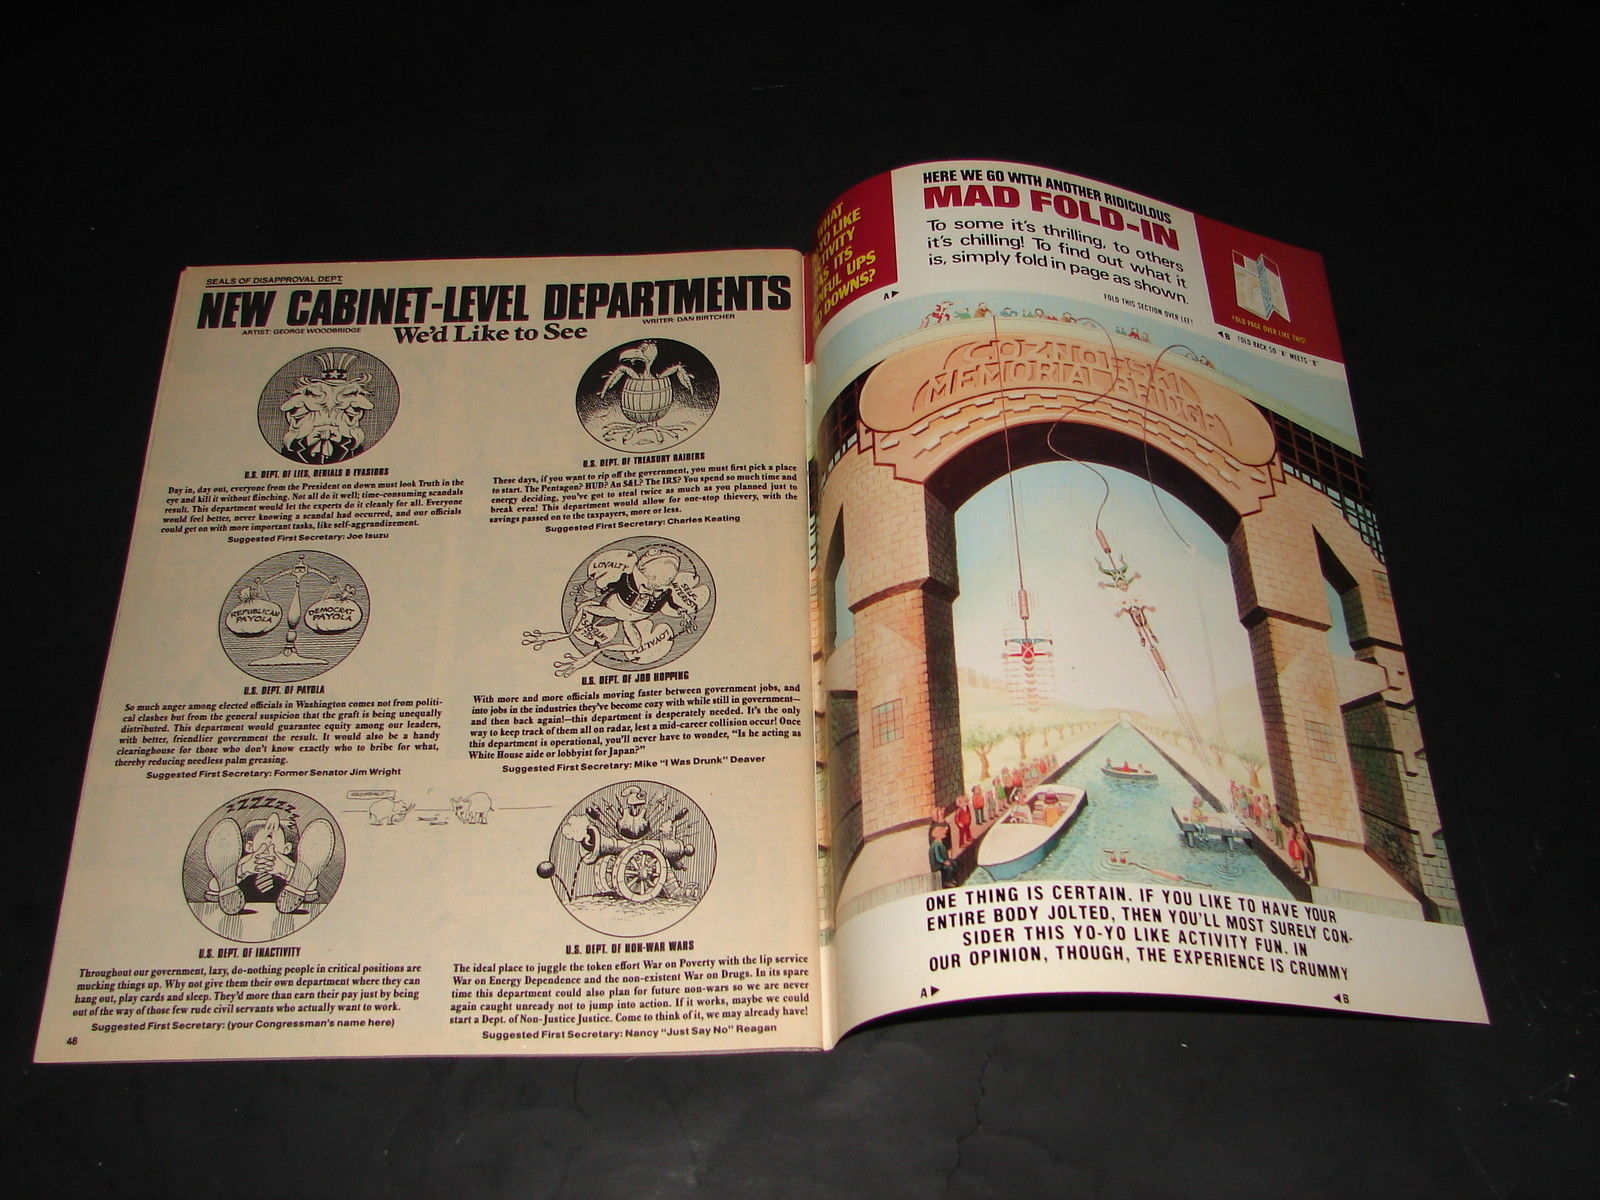 SEALS OF DISAPPROVAL DEPT.
NEW CABINET-LEVEL DEPARTMENTS
ARTIST: GEORGE WOODBRIDGE
We'd Like to See
WRITER: DAN BIRTCHER
U.S. DEPT. OF LIES, DENIALS & EVASIONS
Day in, day out, everyone from the President on down must look Truth in the
eye and kill it without flinching. Not all do it well; time-consuming scandals
result. This department would let the experts do it cleanly for all. Everyone
would feel better, never knowing a scandal had occurred, and our officials
could get on with more important tasks, like self-aggrandizement.
Suggested First Secretary: Joe Isuzu
U.S. DEPT. OF TREASURY RAIDERS
These days, if you want to rip off the government, you must first pick a place
to start. The Pentagon? HUD? An S&L? The IRS? You spend so much time and
energy deciding, you've got to steal twice as much as you planned just to
break even! This department would allow for one-stop thievery, with the
savings passed on to the taxpayers, more or less.
Suggested First Secretary: Charles Keating
REPUBLICAN
PAYOLA
DEMOCRAT
PAYOLA
U.S. DEPT. OF PAYOLA
So much anger among elected officials in Washington comes not from politi-
cal clashes but from the general suspicion that the graft is being unequally
distributed. This department would guarantee equity among our leaders,
with better, friendlier government the result. It would also be a handy
clearinghouse for those who don't know exactly who to bribe for what,
thereby reducing needless palm greasing.
Suggested First Secretary: Former Senator Jim Wright
LOYALTY
SELF-
INTEREST
LOYALTY
SELF-
INTEREST
U.S. DEPT. OF JOB HOPPING
With more and more officials moving faster between government jobs, and
into jobs in the industries they've become cozy with while still in government—
and then back again!—this department is desperately needed. It's the only
way to keep track of them all on radar, lest a mid-career collision occur! Once
this department is operational, you'll never have to wonder, "Is he acting as
White House aide or lobbyist for Japan?"
Suggested First Secretary: Mike "I Was Drunk" Deaver
ZZZZZZZ
U.S. DEPT. OF INACTIVITY
Throughout our government, lazy, do-nothing people in critical positions are
mucking things up. Why not give them their own department where they can
hang out, play cards and sleep. They'd more than earn their pay just by being
out of the way of those few rude civil servants who actually want to work.
Suggested First Secretary: (your Congressman's name here)
U.S. DEPT. OF NON-WAR WARS
The ideal place to juggle the token effort War on Poverty with the lip service
War on Energy Dependence and the non-existent War on Drugs. In its spare
time this department could also plan for future non-wars so we are never
again caught unready not to jump into action. If it works, maybe we could
start a Dept. of Non-Justice Justice. Come to think of it, we may already have!
Suggested First Secretary: Nancy "Just Say No" Reagan
48
WHAT
YO-YO LIKE
ACTIVITY
HAS ITS
UPS
DOWNS?
HERE WE GO WITH ANOTHER RIDICULOUS
MAD FOLD-IN
To some it's thrilling, to others
it's chilling! To find out what it
is, simply fold in page as shown.
A▶
FOLD THIS SECTION OVER LEFT
◀B FOLD BACK SO "A" MEETS "B"
FOLD PAGE OVER LIKE THIS!
COZNOFSKI
MEMORIAL BRIDGE
ONE THING IS CERTAIN. IF YOU LIKE TO HAVE YOUR
ENTIRE BODY JOLTED, THEN YOU'LL MOST SURELY CON-
SIDER THIS YO-YO LIKE ACTIVITY FUN. IN
OUR OPINION, THOUGH, THE EXPERIENCE IS CRUMMY
A▶
◀B